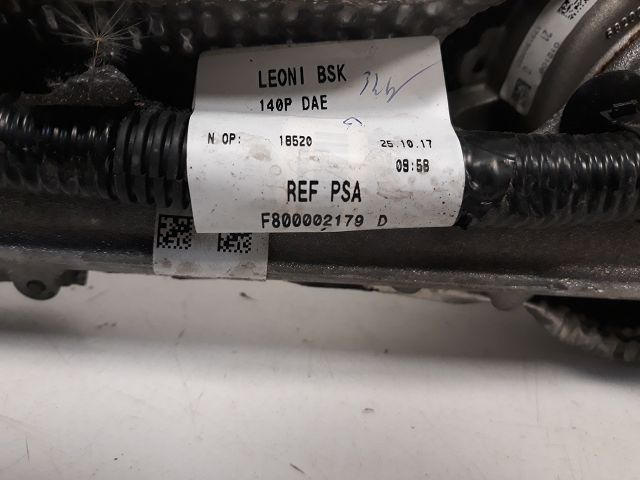 LEONI BSK
140P DAE
N OP: 18520 25.10.17
09:58
REF PSA
F800002179 D